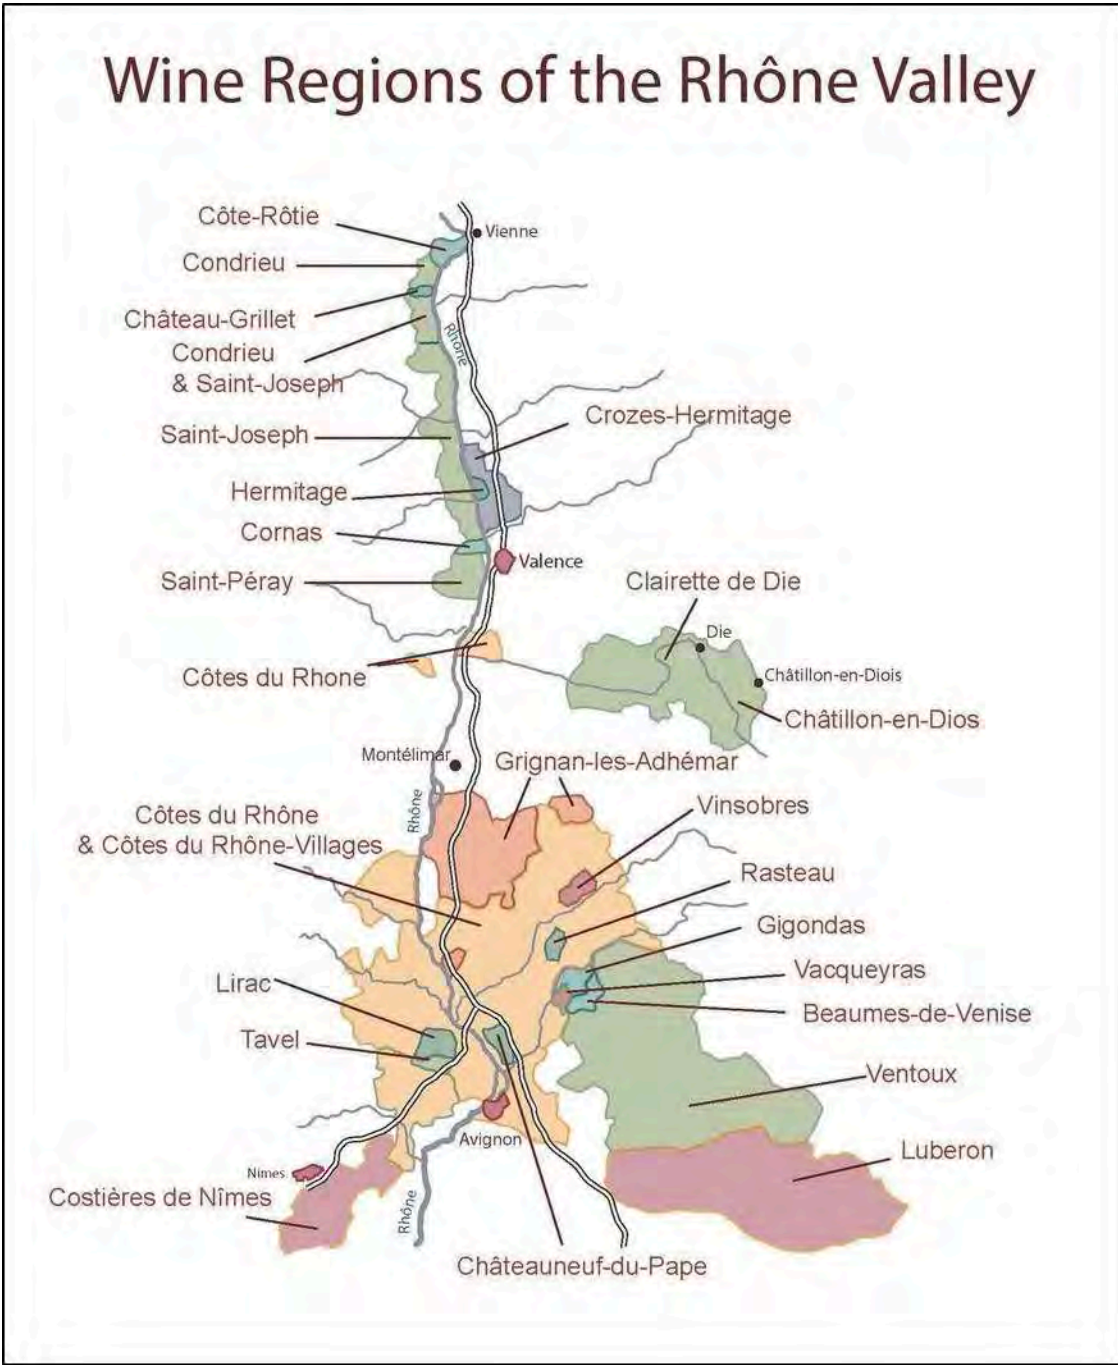 Wine Regions of the Rhône Valley
Côte-Rôtie
Vienne
Condrieu
Château-Grillet
Rhône
Condrieu
& Saint-Joseph
Crozes-Hermitage
Saint-Joseph
Hermitage
Cornas
Valence
Saint-Péray
Clairette de Die
Die
Côtes du Rhone
Châtillon-en-Diois
Châtillon-en-Dios
Montélimar
Grignan-les-Adhémar
Rhône
Côtes du Rhône
& Côtes du Rhône-Villages
Vinsobres
Rasteau
Gigondas
Vacqueyras
Lirac
Beaumes-de-Venise
Tavel
Ventoux
Avignon
Luberon
Nimes
Costières de Nîmes
Rhône
Châteauneuf-du-Pape